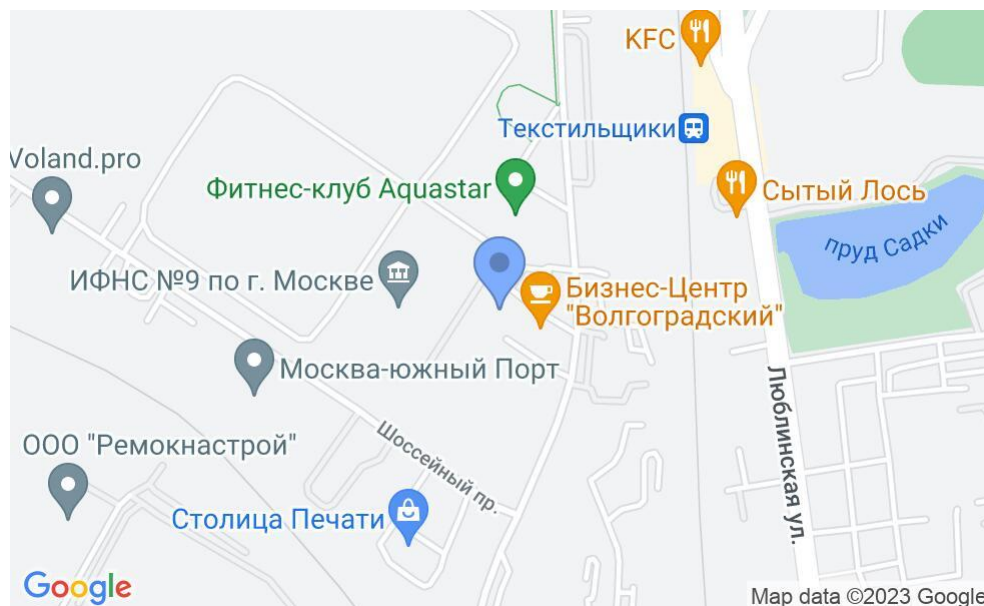 KFC
Текстильщики
Voland.pro
Фитнес-клуб Aquastar
Сытый Лось
пруд Садки
ИФНС №9 по г. Москве
Бизнес-Центр
"Волгоградский"
Москва-южный Порт
Люблинская ул.
ООО "Ремокнастрой"
Шоссейный пр.
Столица Печати
Google
Map data ©2023 Google